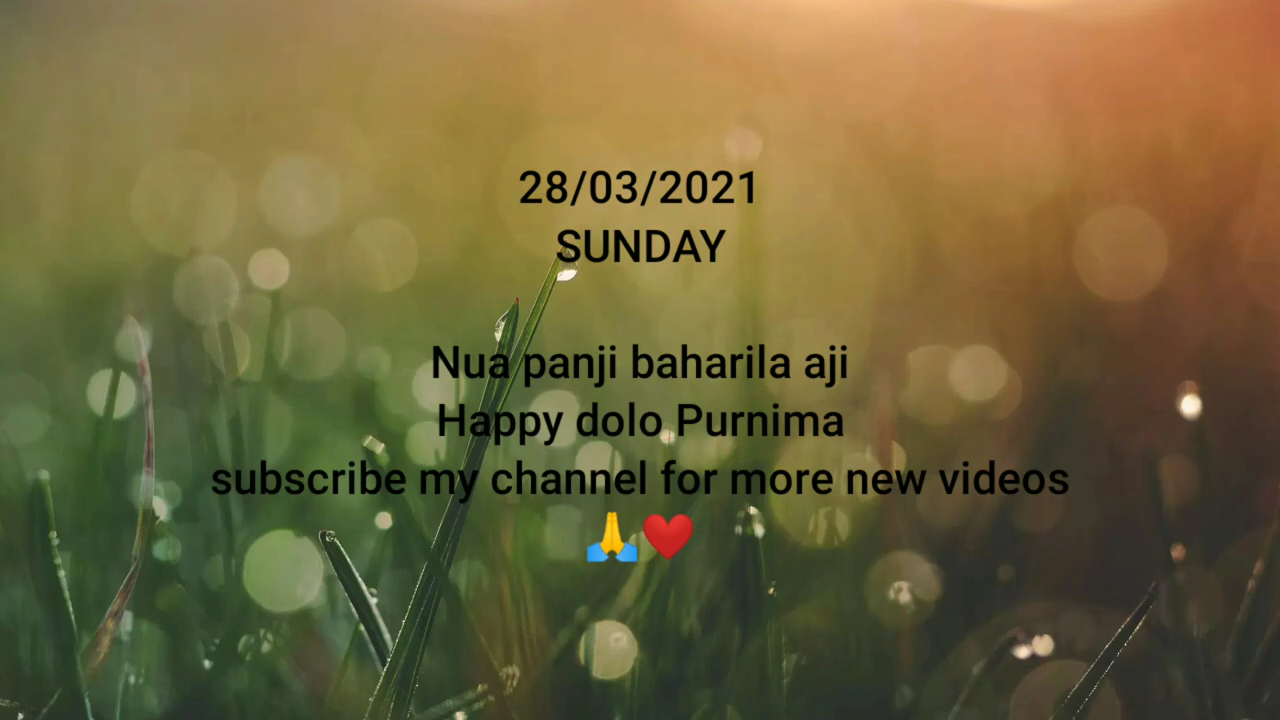 28/03/2021
SUNDAY
Nua panji baharila aji
Happy dolo Purnima
subscribe my channel for more new videos
🙏❤️